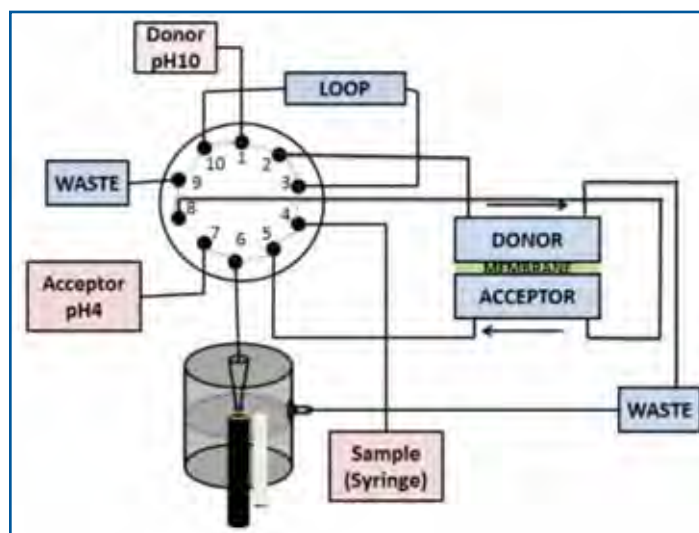 Donor
pH10
LOOP
10
1
2
3
4
5
6
7
8
9
WASTE
Acceptor
pH4
DONOR
MEMBRANE
ACCEPTOR
WASTE
Sample
(Syringe)